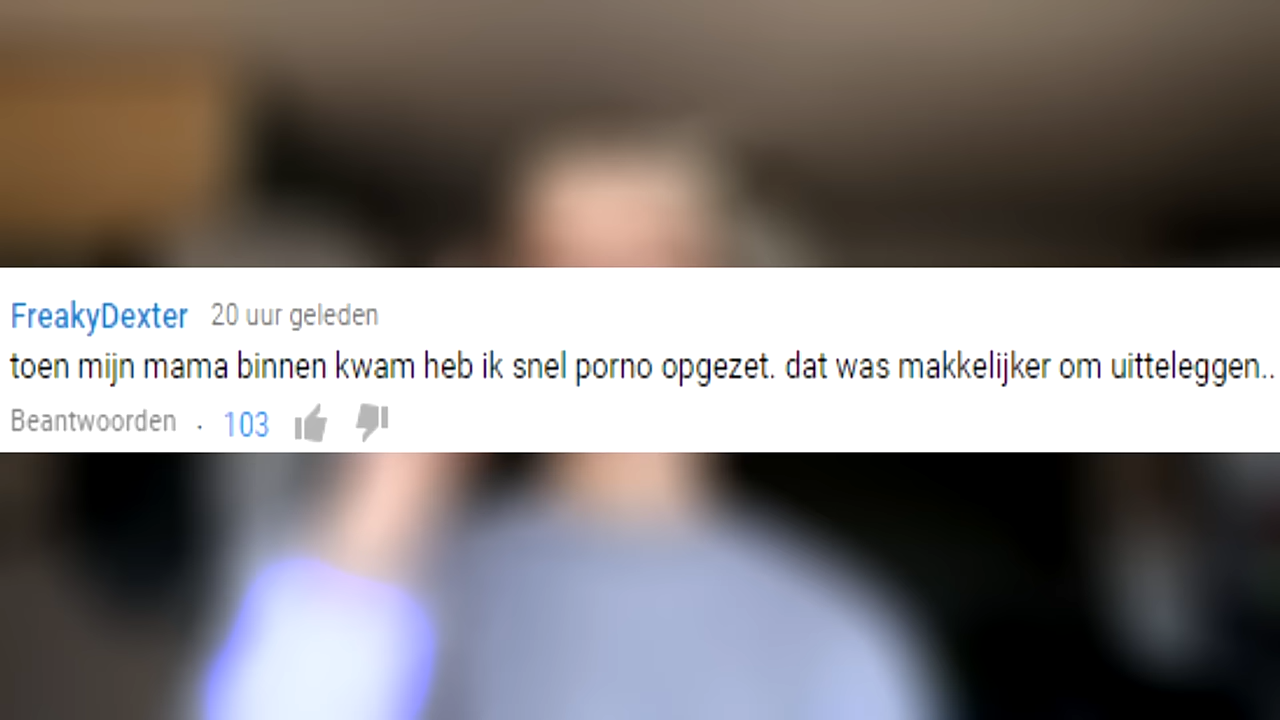 FreakyDexter 20 uur geleden
toen mijn mama binnen kwam heb ik snel porno opgezet. dat was makkelijker om uitteleggen..
Beantwoorden · 103